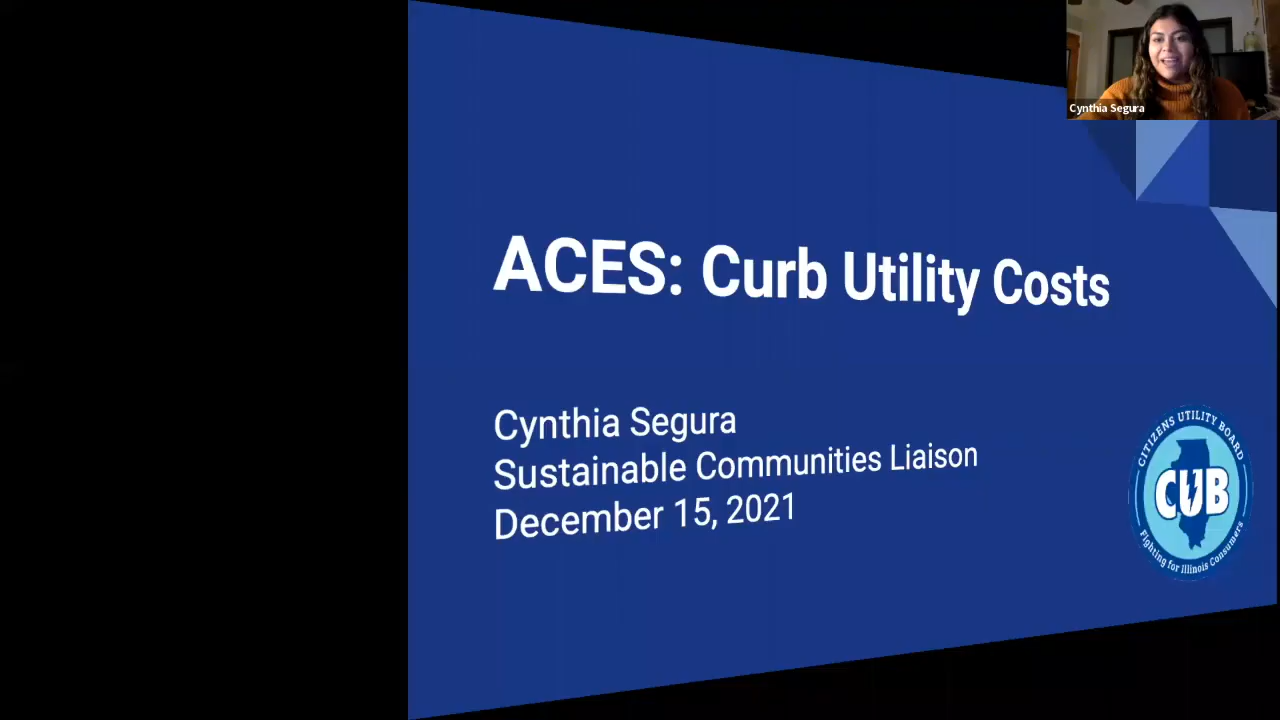 Cynthia Segura
ACES: Curb Utility Costs
Cynthia Segura
Sustainable Communities Liaison
December 15, 2021
CITIZENS UTILITY BOARD
CUB
Fighting for Illinois Consumers